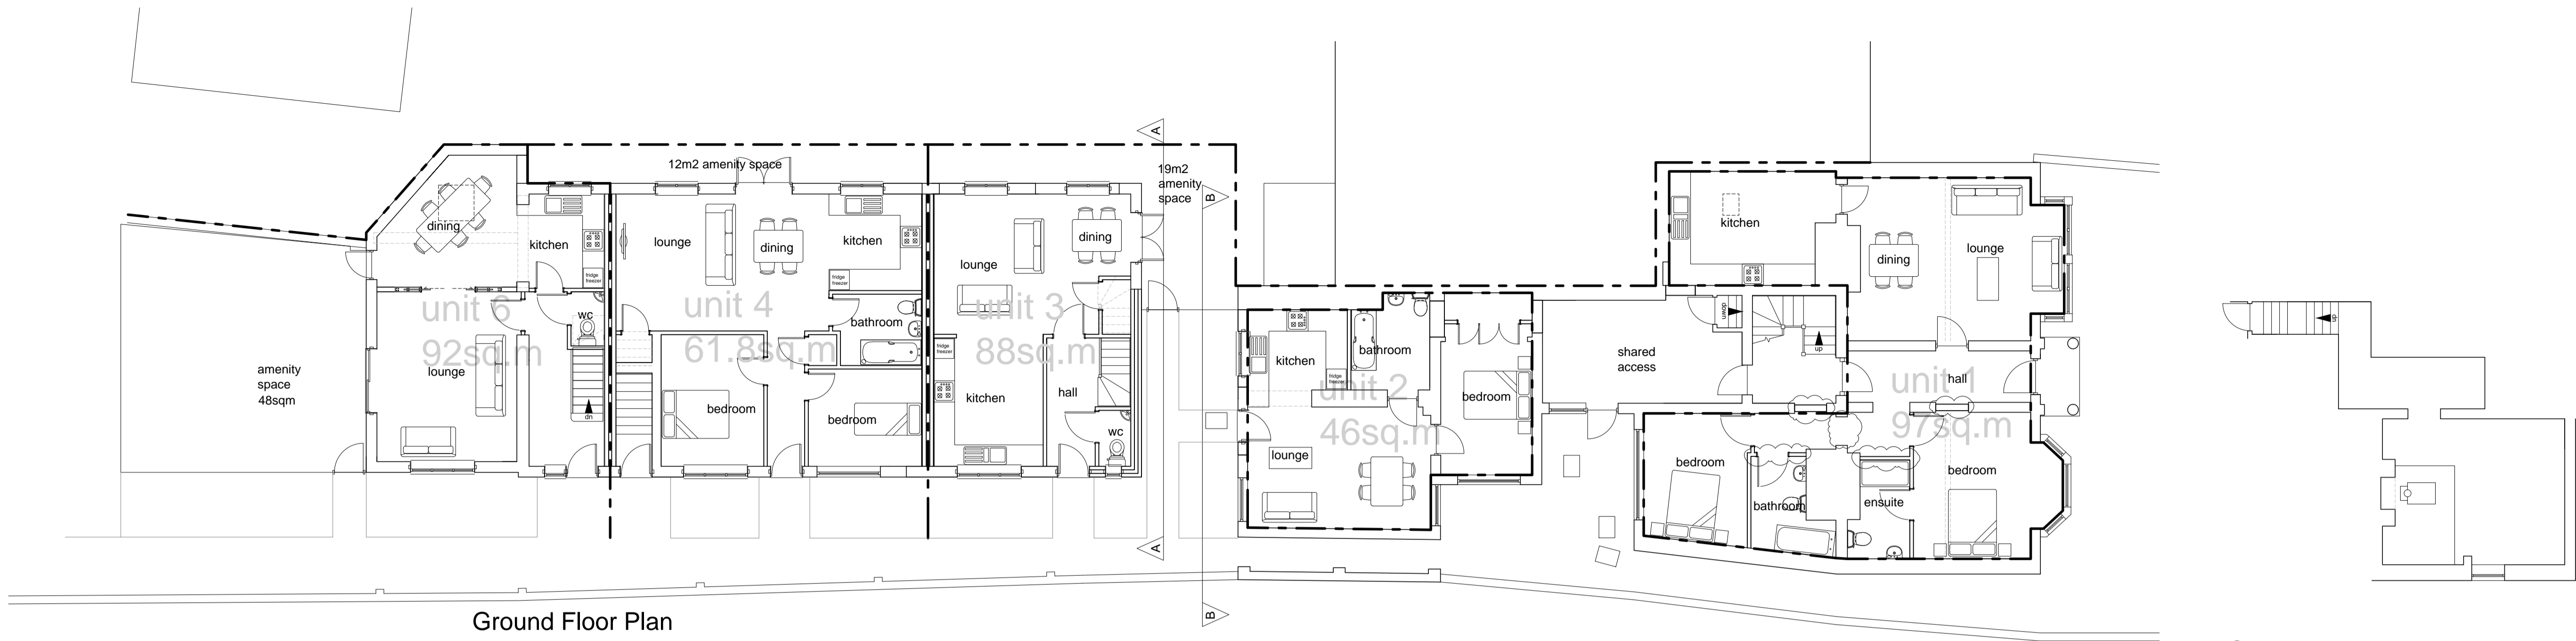 12m2 amenity space
19m2
amenity
space
A
B
dining
kitchen
fridge
freezer
unit 6
92sq.m
wc
lounge
dn
amenity
space
48sqm
lounge
dining
kitchen
fridge
freezer
unit 4
61.8sq.m
bathroom
bedroom
bedroom
lounge
dining
unit 3
88sq.m
fridge
freezer
kitchen
hall
wc
A
B
kitchen
bathroom
fridge
freezer
unit 2
46sq.m
bedroom
lounge
shared
access
down
up
kitchen
dining
lounge
hall
unit 1
97sq.m
bedroom
bathroom
ensuite
bedroom
up
Ground Floor Plan